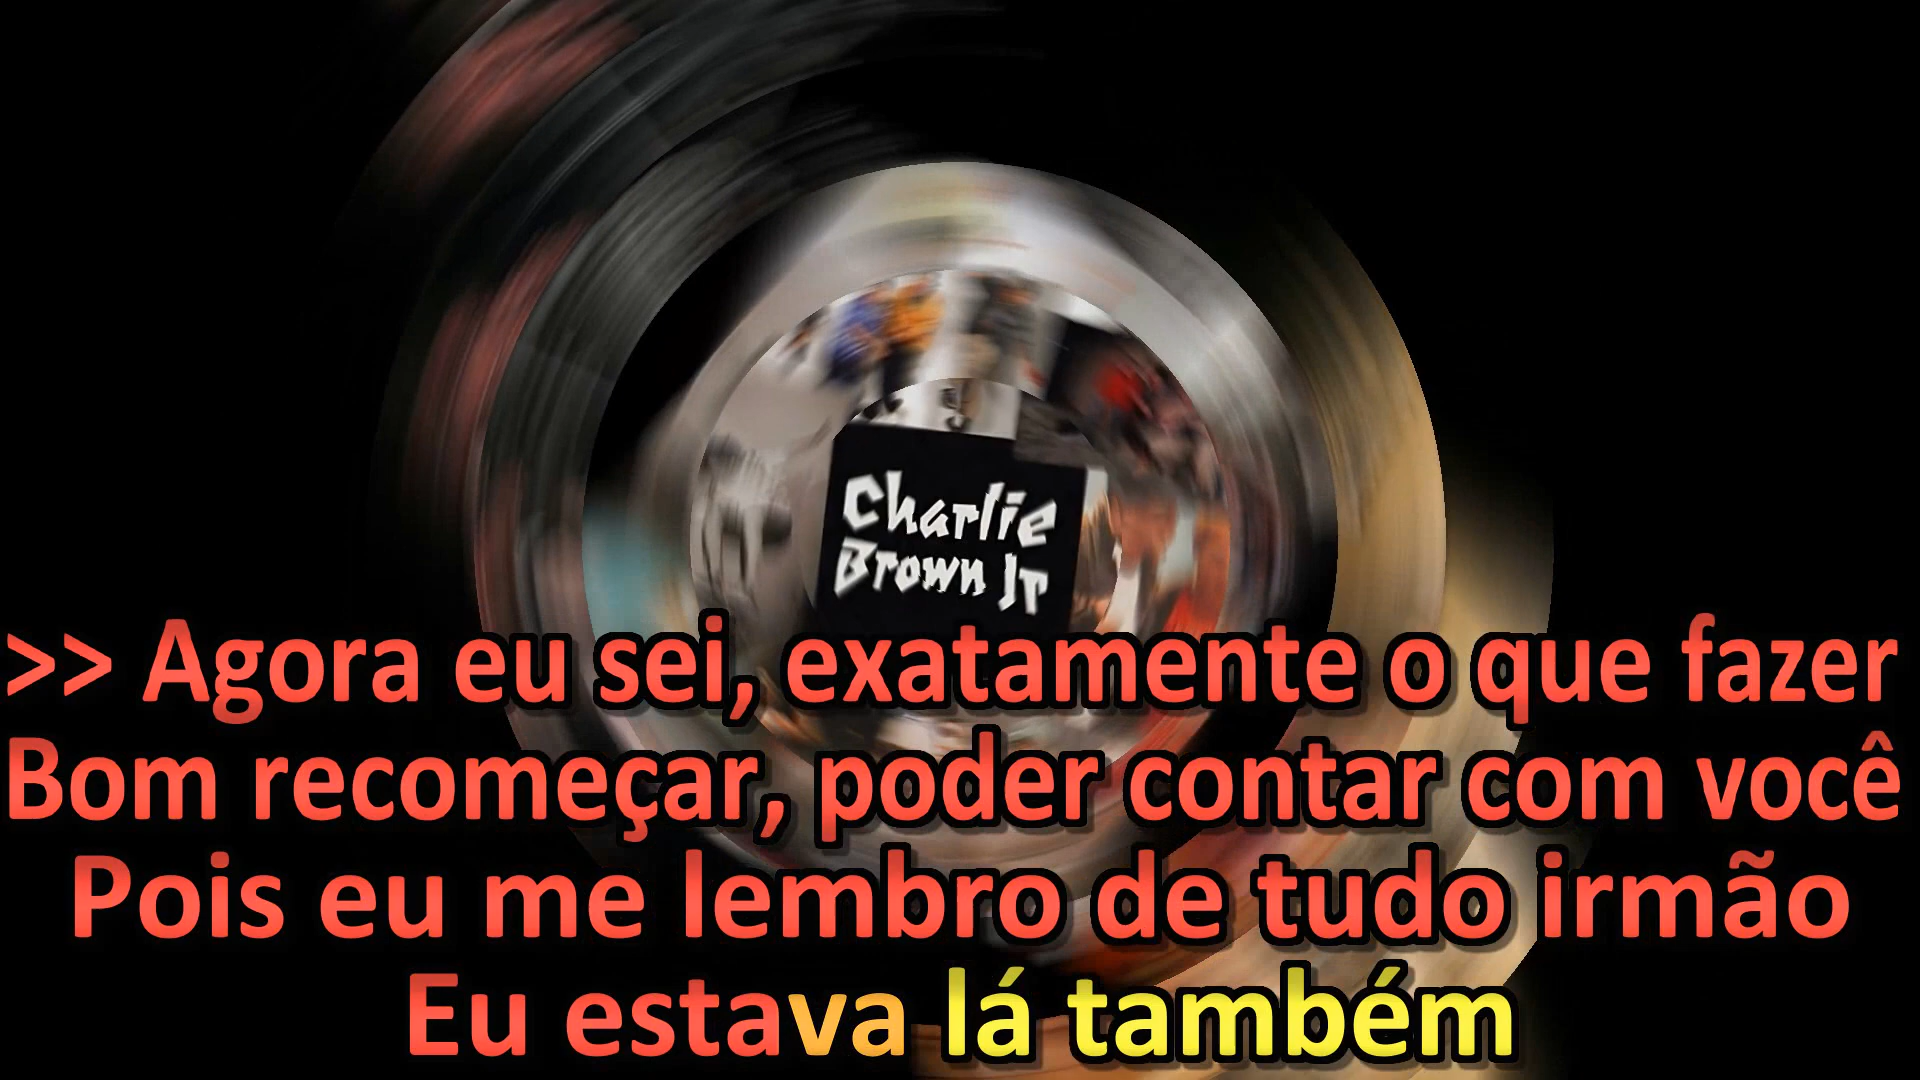 Charlie
Brown Jr
>> Agora eu sei, exatamente o que fazer
Bom recomeçar, poder contar com você
Pois eu me lembro de tudo irmão
Eu estava lá também